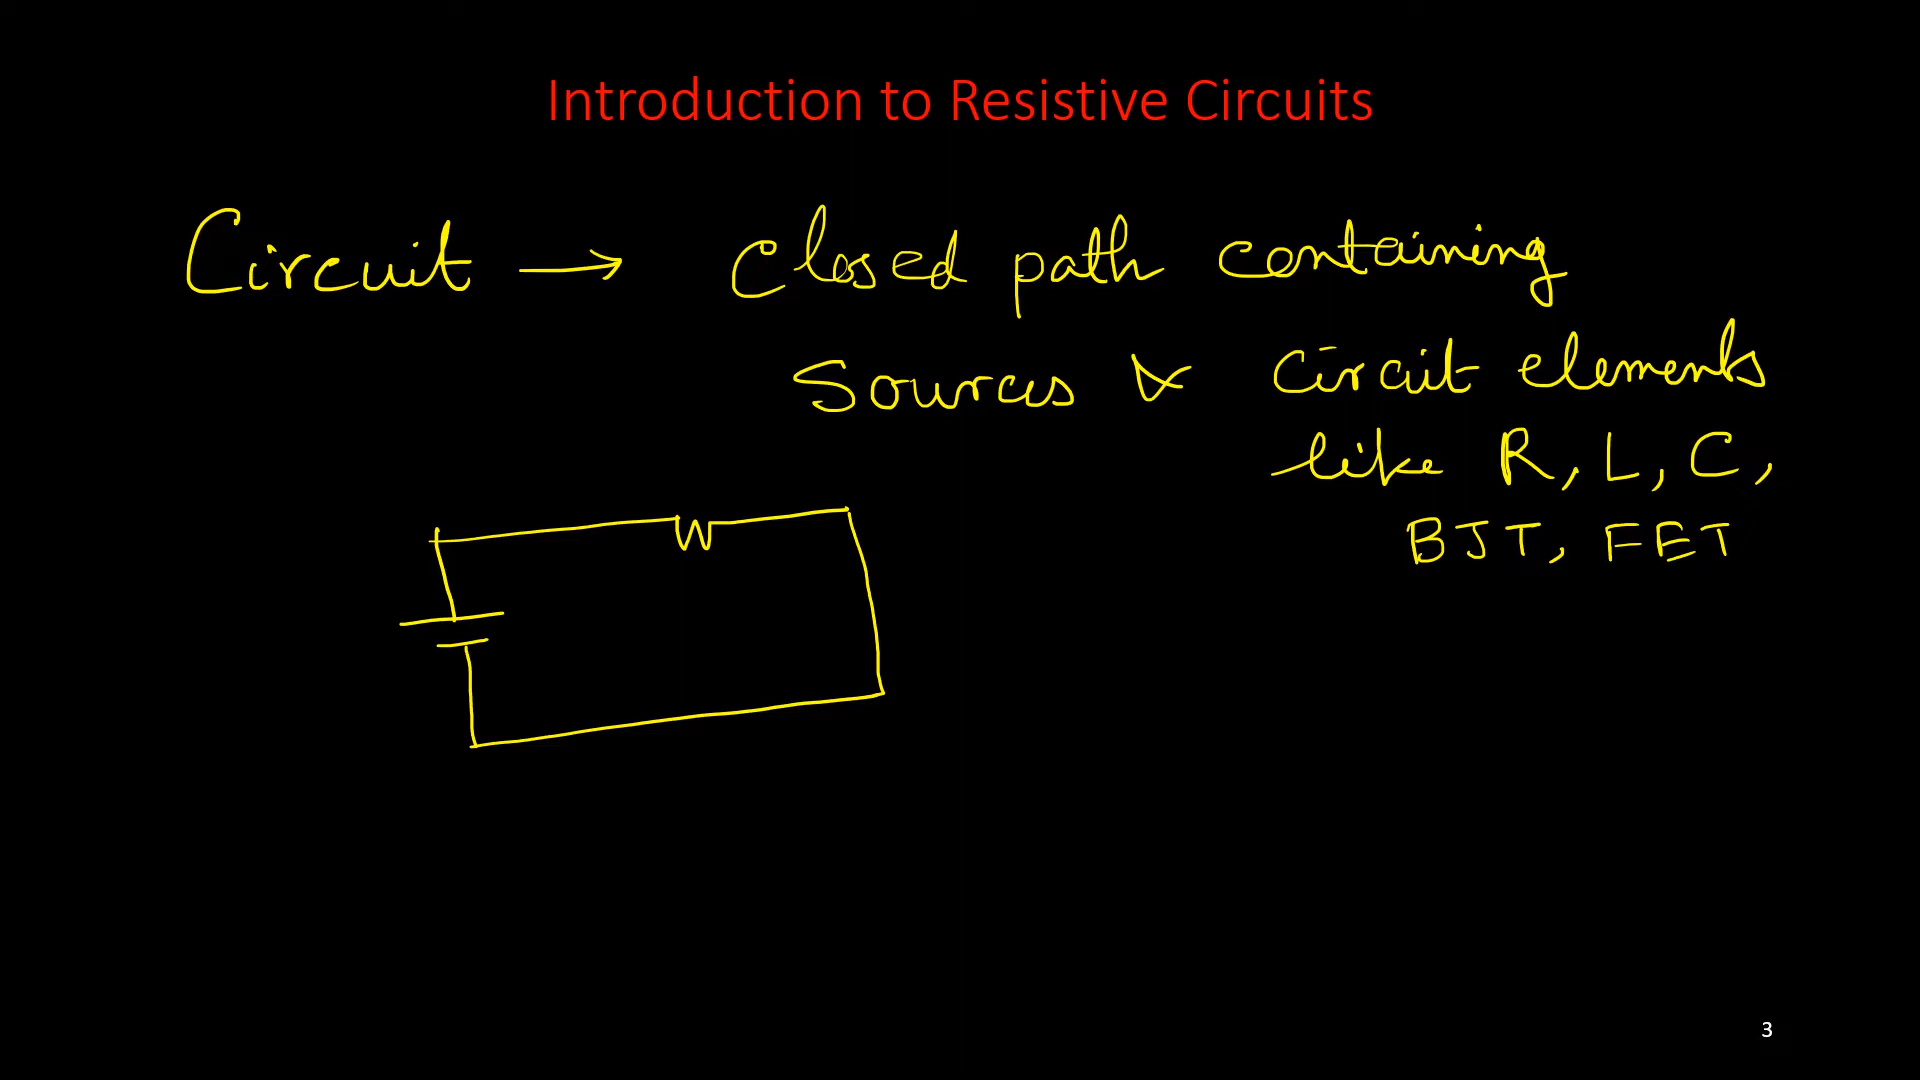 Introduction to Resistive Circuits
Circuit → Closed path containing
Sources & Circuit elements
like R, L, C,
BJT, FET
3